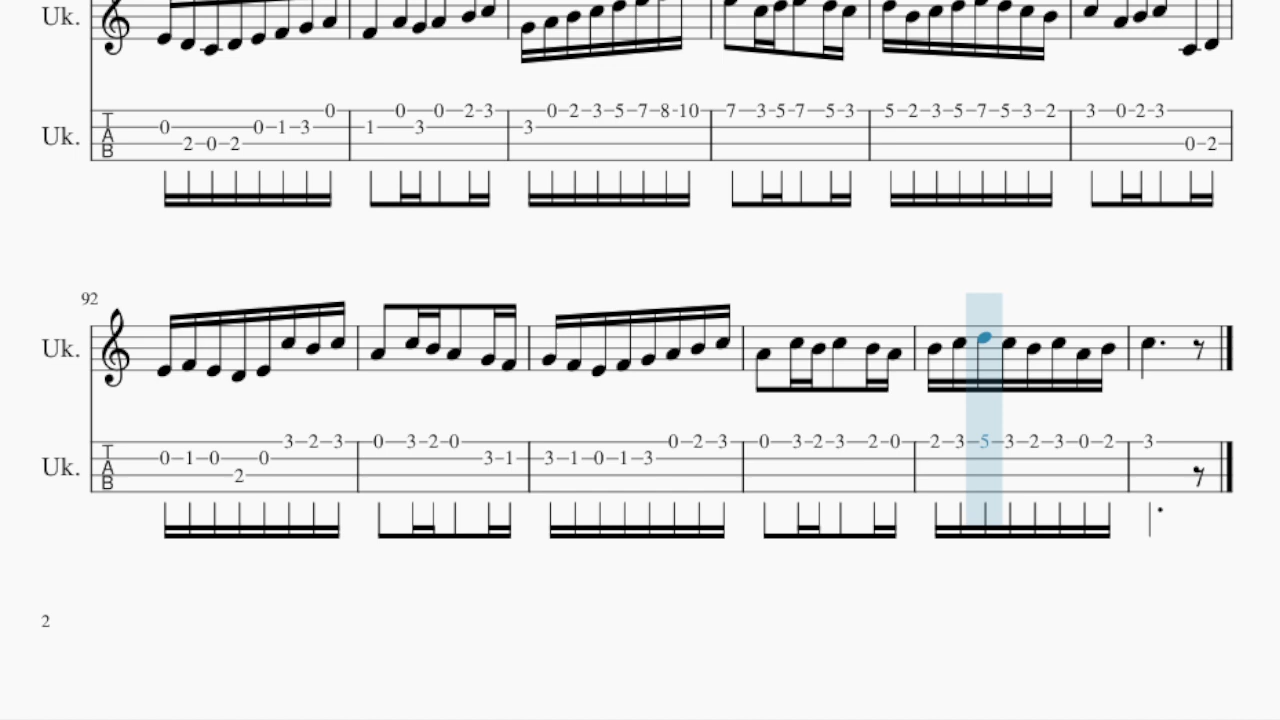 Uk.
0 2 0 2 0 1 3 0 1 0 3 0 2 3 3 0 2 3 5 7 8 10 7 3 5 7 5 3 5 2 3 5 7 5 3 2 3 0 2 3 0 2
Uk. TAB
92
Uk.
0 1 0 2 0 3 2 3 0 3 2 0 3 1 3 1 0 1 3 0 2 3 0 3 2 3 2 0 2 3 5 3 2 3 0 2 3
Uk. TAB
2